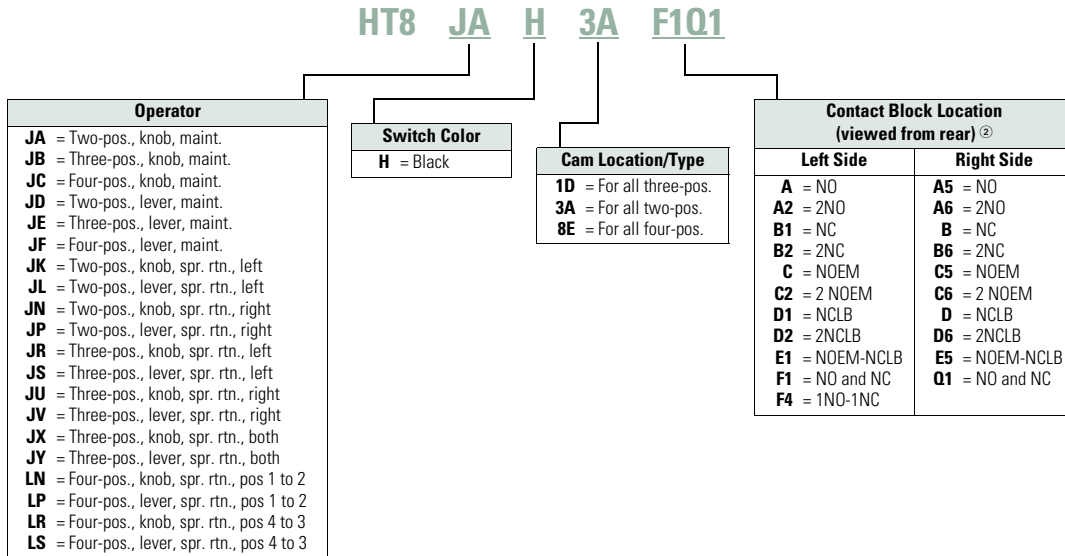 HT8 JA H 3A F1Q1
Operator
JA = Two-pos., knob, maint.
JB = Three-pos., knob, maint.
JC = Four-pos., knob, maint.
JD = Two-pos., lever, maint.
JE = Three-pos., lever, maint.
JF = Four-pos., lever, maint.
JK = Two-pos., knob, spr. rtn., left
JL = Two-pos., lever, spr. rtn., left
JN = Two-pos., knob, spr. rtn., right
JP = Two-pos., lever, spr. rtn., right
JR = Three-pos., knob, spr. rtn., left
JS = Three-pos., lever, spr. rtn., left
JU = Three-pos., knob, spr. rtn., right
JV = Three-pos., lever, spr. rtn., right
JX = Three-pos., knob, spr. rtn., both
JY = Three-pos., lever, spr. rtn., both
LN = Four-pos., knob, spr. rtn., pos 1 to 2
LP = Four-pos., lever, spr. rtn., pos 1 to 2
LR = Four-pos., knob, spr. rtn., pos 4 to 3
LS = Four-pos., lever, spr. rtn., pos 4 to 3
Switch Color
H = Black
Cam Location/Type
1D = For all three-pos.
3A = For all two-pos.
8E = For all four-pos.
Contact Block Location
(viewed from rear) ②
Left Side Right Side
A = NO A5 = NO
A2 = 2NO A6 = 2NO
B1 = NC B = NC
B2 = 2NC B6 = 2NC
C = NOEM C5 = NOEM
C2 = 2 NOEM C6 = 2 NOEM
D1 = NCLB D = NCLB
D2 = 2NCLB D6 = 2NCLB
E1 = NOEM-NCLB E5 = NOEM-NCLB
F1 = NO and NC Q1 = NO and NC
F4 = 1NO-1NC